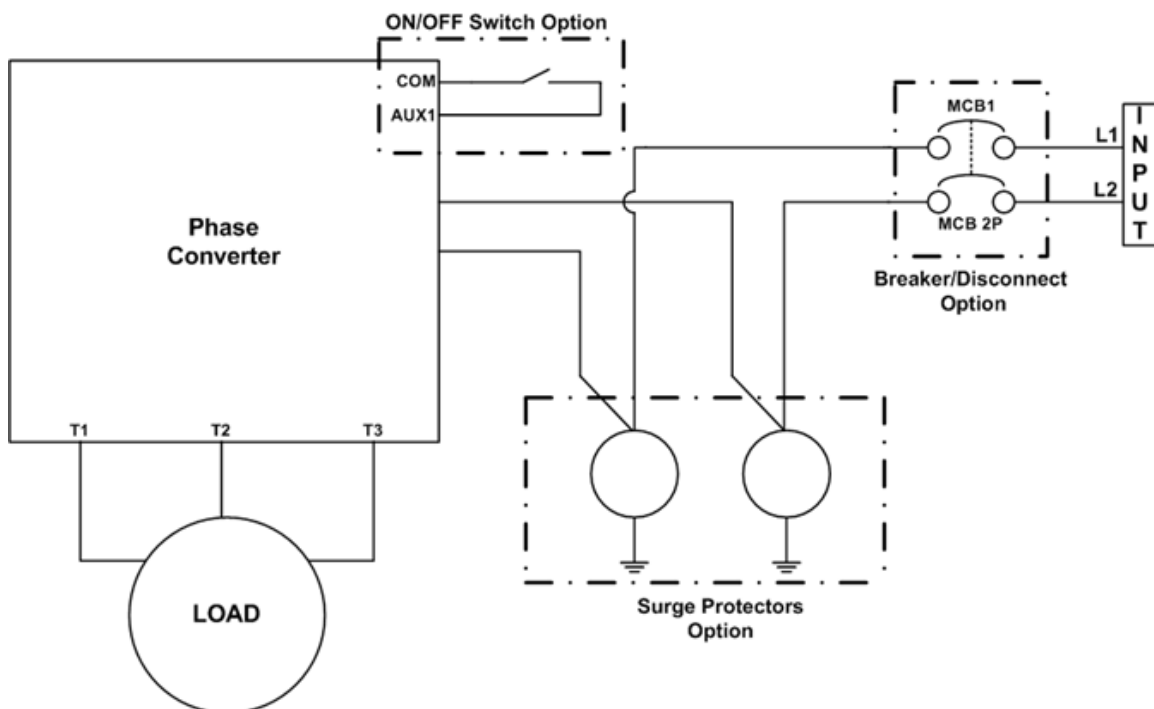 ON/OFF Switch Option
COM
AUX1
MCB1
L1
L2
MCB 2P
INPUT
Breaker/Disconnect
Option
Phase
Converter
T1
T2
T3
LOAD
Surge Protectors
Option